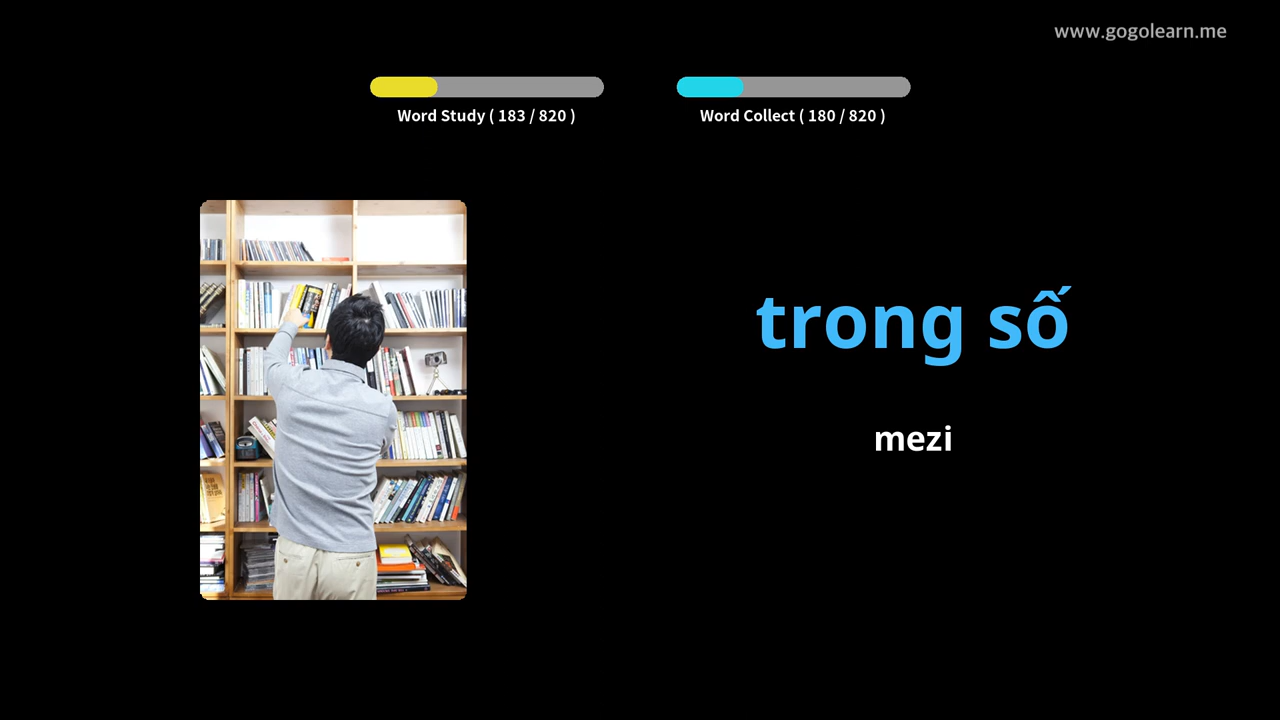 www.gogolearn.me
Word Study ( 183 / 820 )
Word Collect ( 180 / 820 )
trong số
mezi